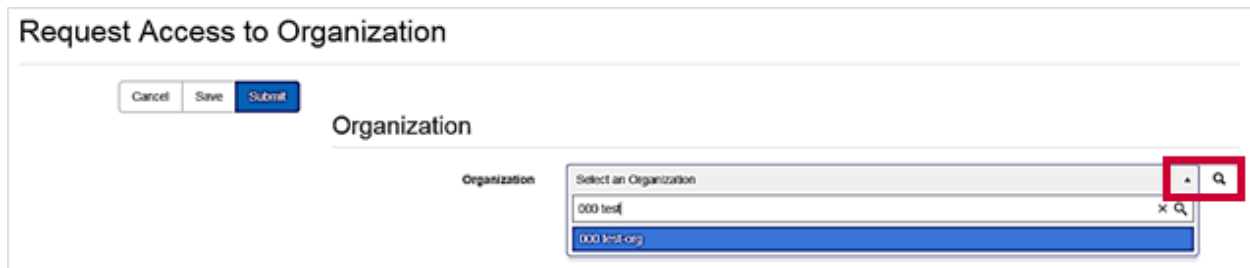 Request Access to Organization
Cancel Save Submit
Organization
Organization Select an Organization
000 test
000 test-org